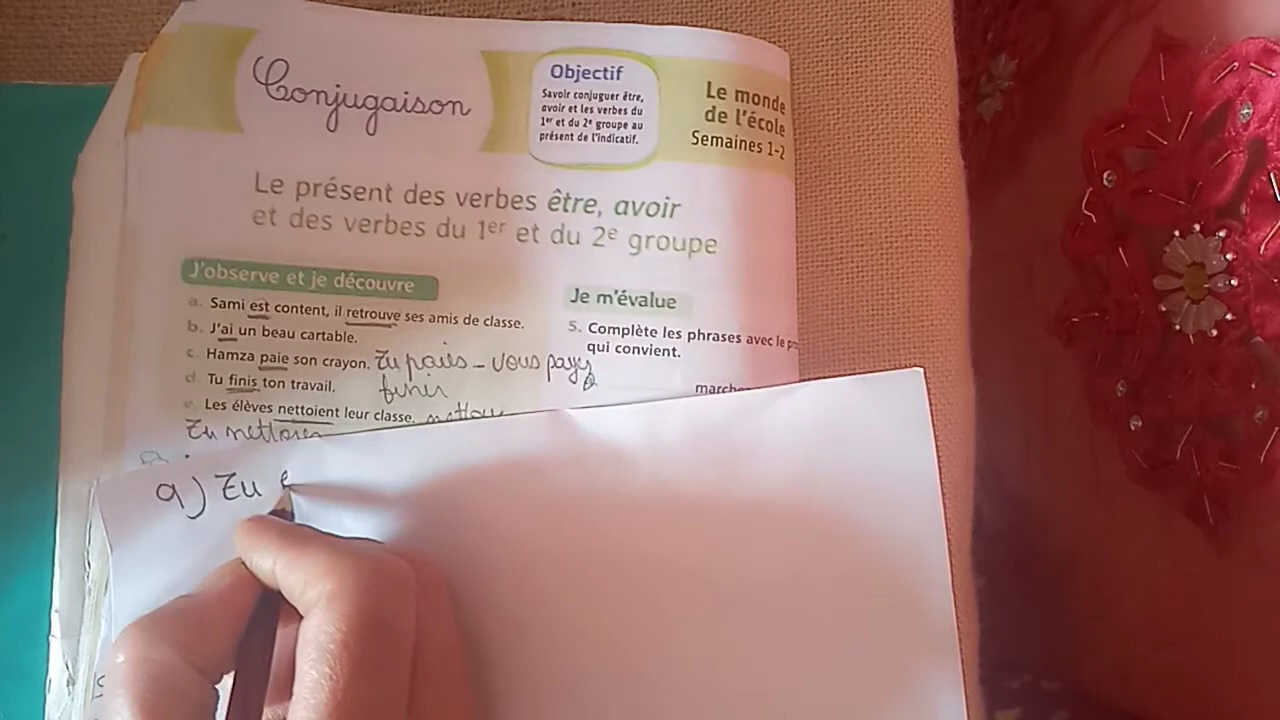 Conjugaison
Objectif
Savoir conjuguer être,
avoir et les verbes du
1er et du 2e groupe au
présent de l'indicatif.
Le monde
de l'école
Semaines 1-2
Le présent des verbes être, avoir
et des verbes du 1er et du 2e groupe
J'observe et je découvre
a. Sami est content, il retrouve ses amis de classe.
b. J'ai un beau cartable.
c. Hamza paie son crayon. Tu paies - vous payez
d. Tu finis ton travail. finir
e. Les élèves nettoient leur classe.
Tu nettoies
Je m'évalue
5. Complète les phrases avec le
qui convient.
a) Tu e